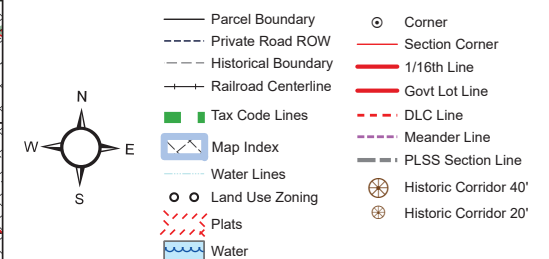 N
W E
S
Parcel Boundary
Private Road ROW
Historical Boundary
Railroad Centerline
Tax Code Lines
Map Index
Water Lines
Land Use Zoning
Plats
Water
Corner
Section Corner
1/16th Line
Govt Lot Line
DLC Line
Meander Line
PLSS Section Line
Historic Corridor 40'
Historic Corridor 20'